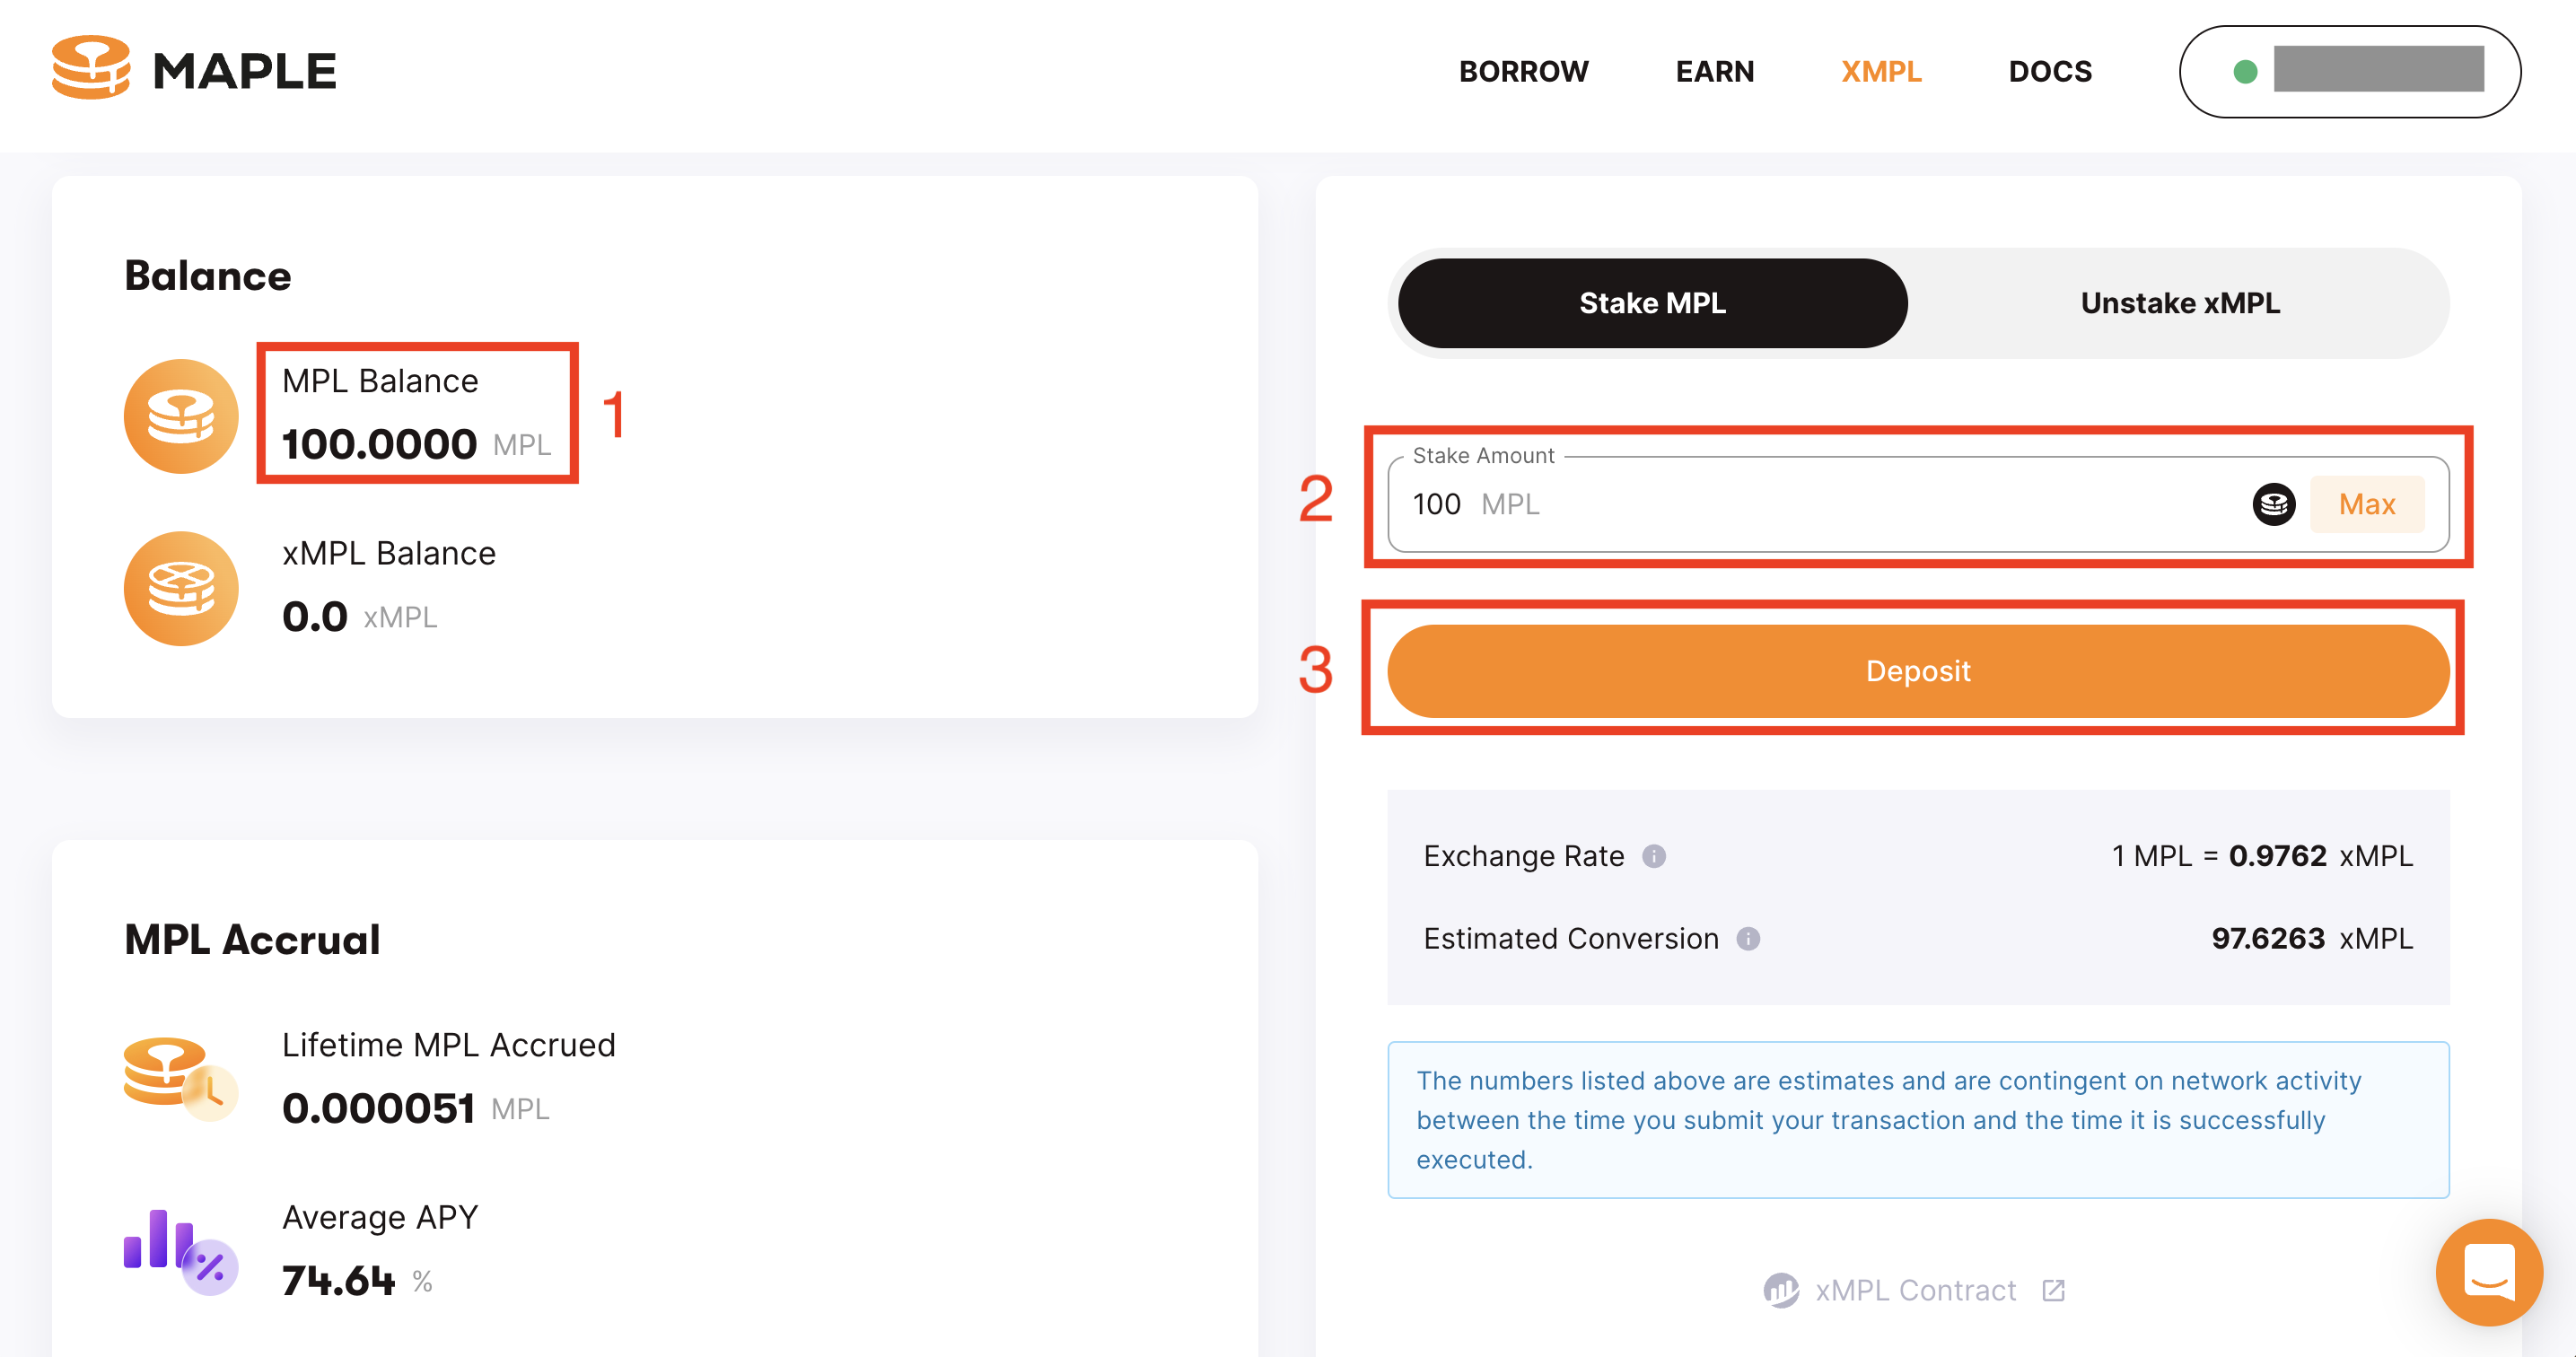 MAPLE
BORROW EARN XMPL DOCS
Balance
MPL Balance
100.0000 MPL
1
xMPL Balance
0.0 xMPL
MPL Accrual
Lifetime MPL Accrued
0.000051 MPL
Average APY
74.64 %
Stake MPL Unstake xMPL
2
Stake Amount
100 MPL Max
3
Deposit
Exchange Rate 1 MPL = 0.9762 xMPL
Estimated Conversion 97.6263 xMPL
The numbers listed above are estimates and are contingent on network activity
between the time you submit your transaction and the time it is successfully
executed.
xMPL Contract